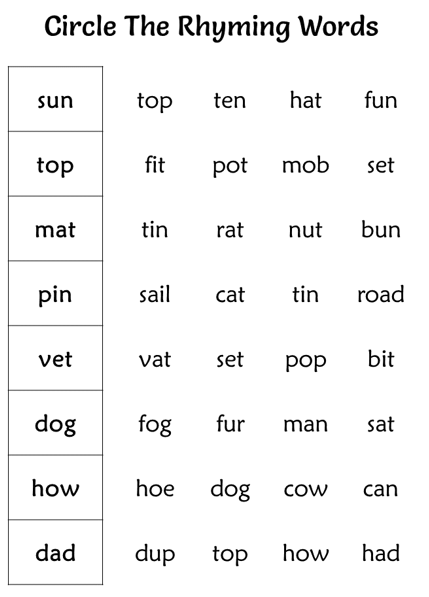 Circle The Rhyming Words
sun top ten hat fun
top fit pot mob set
mat tin rat nut bun
pin sail cat tin road
vet vat set pop bit
dog fog fur man sat
how hoe dog cow can
dad dup top how had